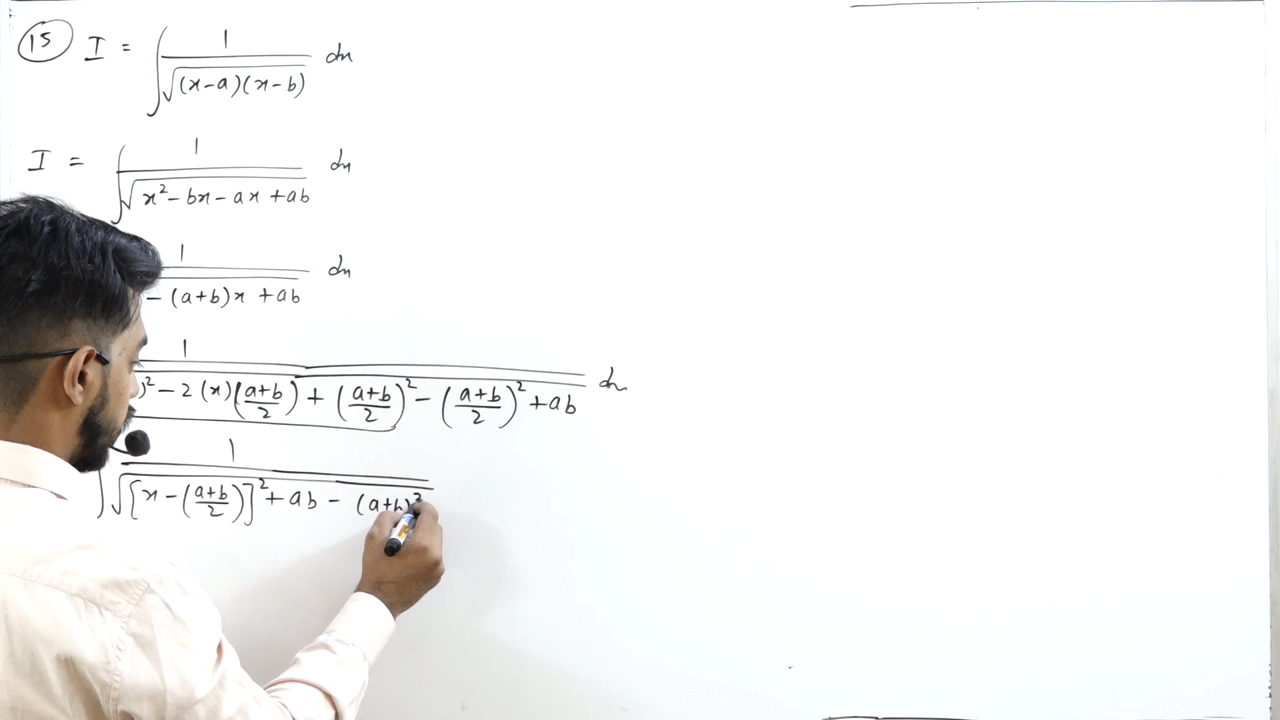 15 I = ∫ 1/√((x-a)(x-b)) dx
I = ∫ 1/√(x² - bx - ax + ab) dx
1/ - (a+b)x + ab dx
1/ )² - 2(x)((a+b)/2) + ((a+b)/2)² - ((a+b)/2)² + ab dx
∫ 1/√([x - ((a+b)/2)]² + ab - (a+b)²